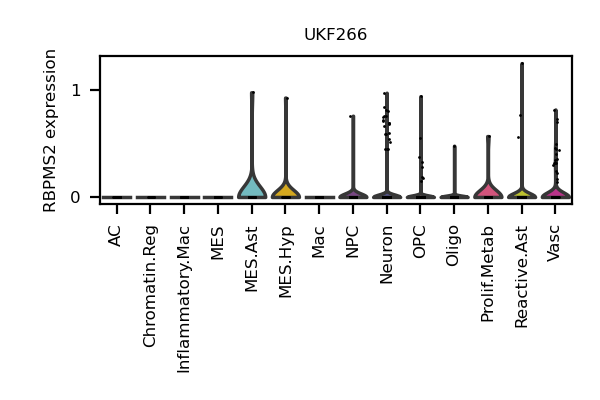 UKF266
RBPMS2 expression
1
0
AC
Chromatin.Reg
Inflammatory.Mac
MES
MES.Ast
MES.Hyp
Mac
NPC
Neuron
OPC
Oligo
Prolif.Metab
Reactive.Ast
Vasc